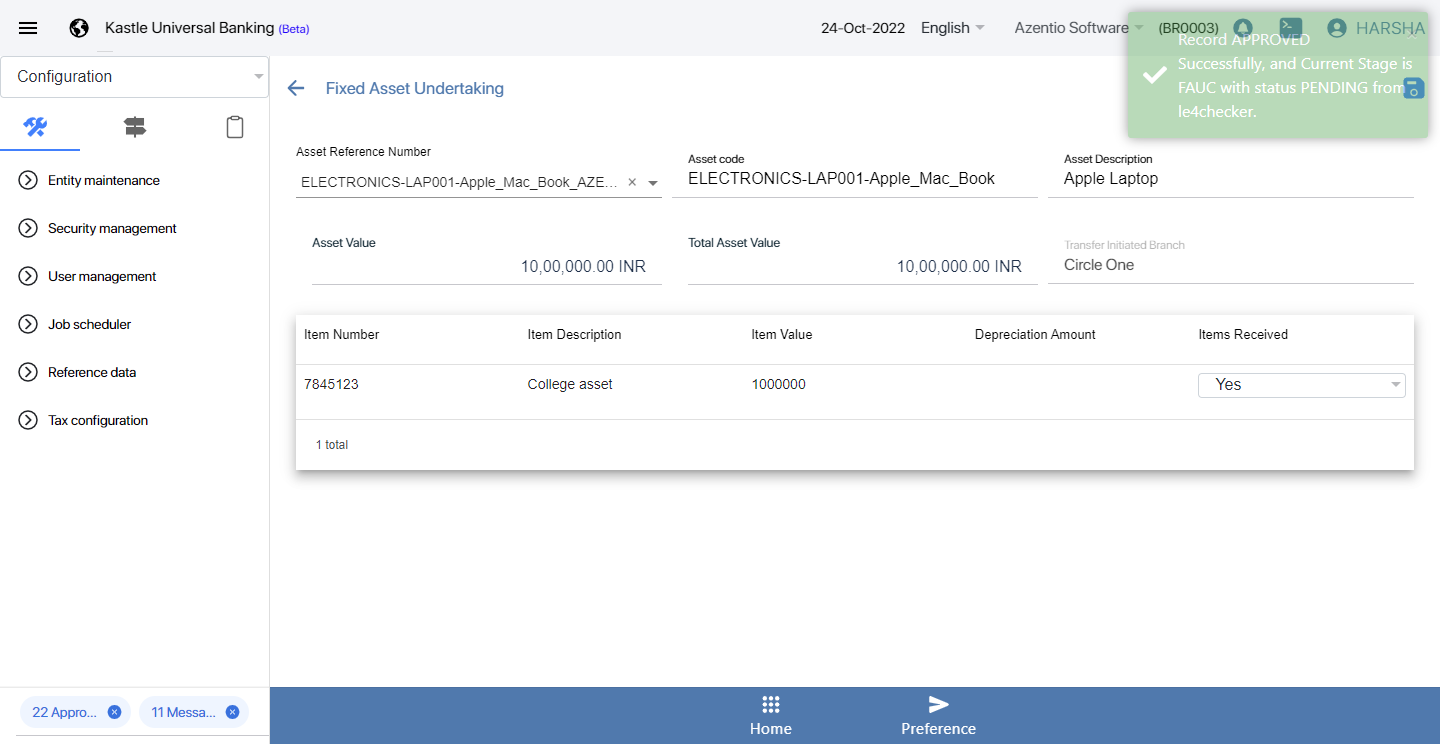 Kastle Universal Banking (Beta)
24-Oct-2022
English
Azentio Software
(BR0003)
HARSHA
Record APPROVED
Successfully, and Current Stage is
FAUC with status PENDING from
le4checker.
Configuration
Fixed Asset Undertaking
Entity maintenance
Security management
User management
Job scheduler
Reference data
Tax configuration
Asset Reference Number
ELECTRONICS-LAP001-Apple_Mac_Book_AZE...
Asset code
ELECTRONICS-LAP001-Apple_Mac_Book
Asset Description
Apple Laptop
Asset Value
10,00,000.00 INR
Total Asset Value
10,00,000.00 INR
Transfer Initiated Branch
Circle One
Item Number Item Description Item Value Depreciation Amount Items Received
7845123 College asset 1000000 Yes
1 total
22 Appro...
11 Messa...
Home
Preference